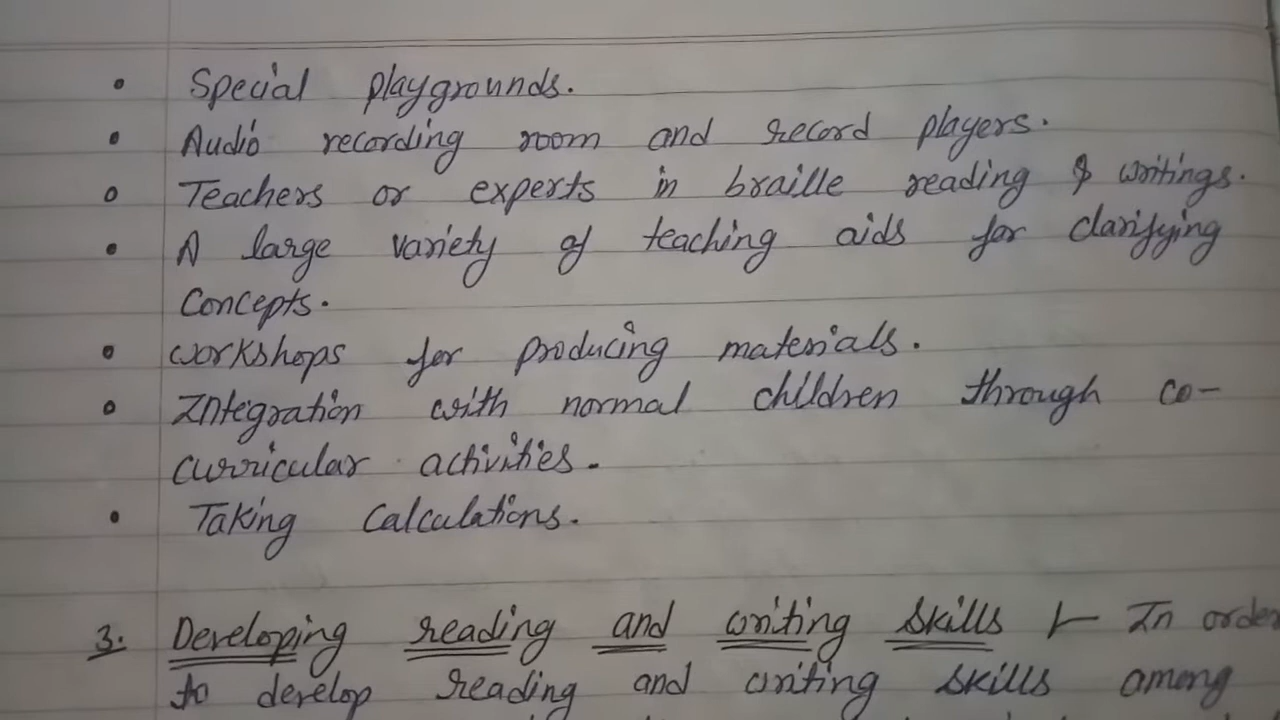 • Special playgrounds.
• Audio recording room and record players.
• Teachers or experts in braille reading & writings.
• A large variety of teaching aids for clarifying
concepts.
• Workshops for producing materials.
• Integration with normal children through co-
curricular activities.
• Taking Calculations.
3. Developing reading and writing skills :- In order
to develop reading and writing skills among